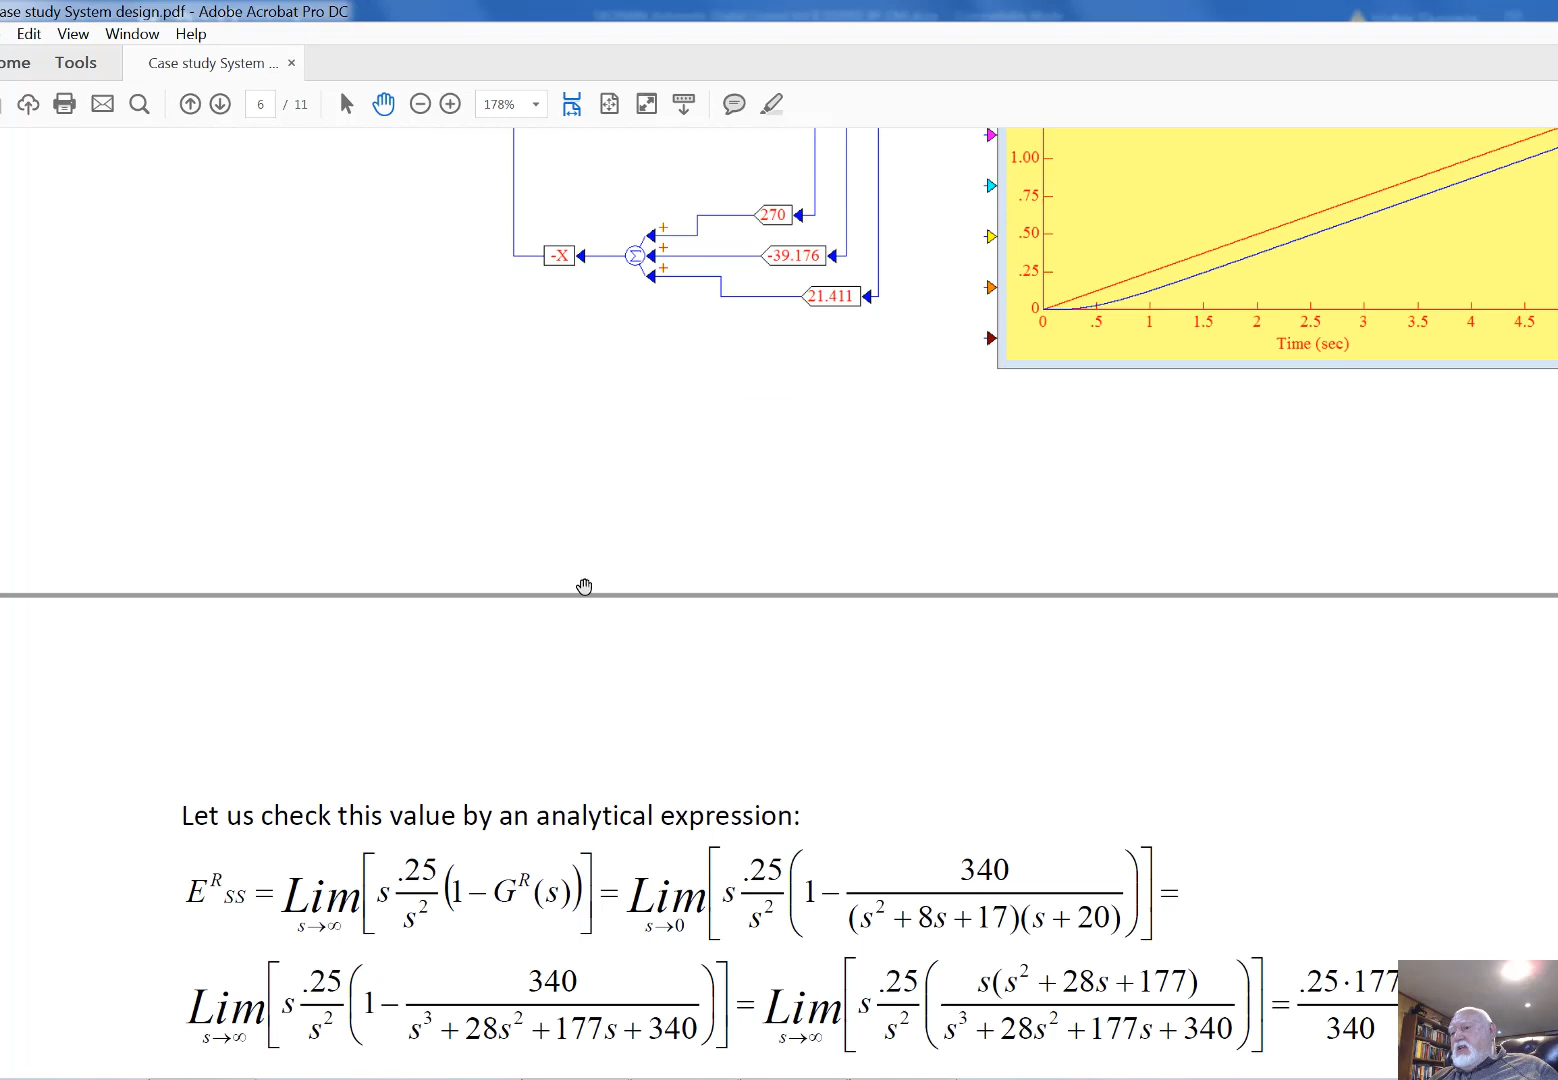 ase study System design.pdf - Adobe Acrobat Pro DC
Edit View Window Help
ome Tools Case study System ... ×
6 / 11 178%
1.00
.75
.50
.25
0
0 .5 1 1.5 2 2.5 3 3.5 4 4.5
Time (sec)
270
+
-X Σ + -39.176
+
21.411
Let us check this value by an analytical expression:
E^R_SS = Lim_{s→∞} [ s .25/s^2 (1 − G^R(s)) ] = Lim_{s→0} [ s .25/s^2 ( 1 − 340/((s^2 + 8s + 17)(s + 20)) ) ] =
Lim_{s→∞} [ s .25/s^2 ( 1 − 340/(s^3 + 28s^2 + 177s + 340) ) ] = Lim_{s→∞} [ s .25/s^2 ( s(s^2 + 28s + 177)/(s^3 + 28s^2 + 177s + 340) ) ] = .25·177/340